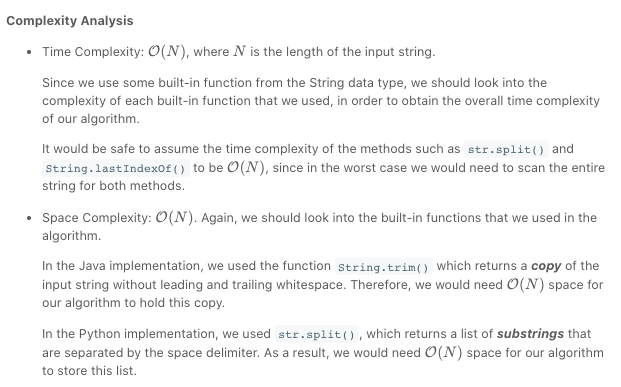 Complexity Analysis
• Time Complexity: O(N), where N is the length of the input string.
Since we use some built-in function from the String data type, we should look into the
complexity of each built-in function that we used, in order to obtain the overall time complexity
of our algorithm.
It would be safe to assume the time complexity of the methods such as str.split() and
String.lastIndexOf() to be O(N), since in the worst case we would need to scan the entire
string for both methods.
• Space Complexity: O(N). Again, we should look into the built-in functions that we used in the
algorithm.
In the Java implementation, we used the function String.trim() which returns a copy of the
input string without leading and trailing whitespace. Therefore, we would need O(N) space for
our algorithm to hold this copy.
In the Python implementation, we used str.split(), which returns a list of substrings that
are separated by the space delimiter. As a result, we would need O(N) space for our algorithm
to store this list.